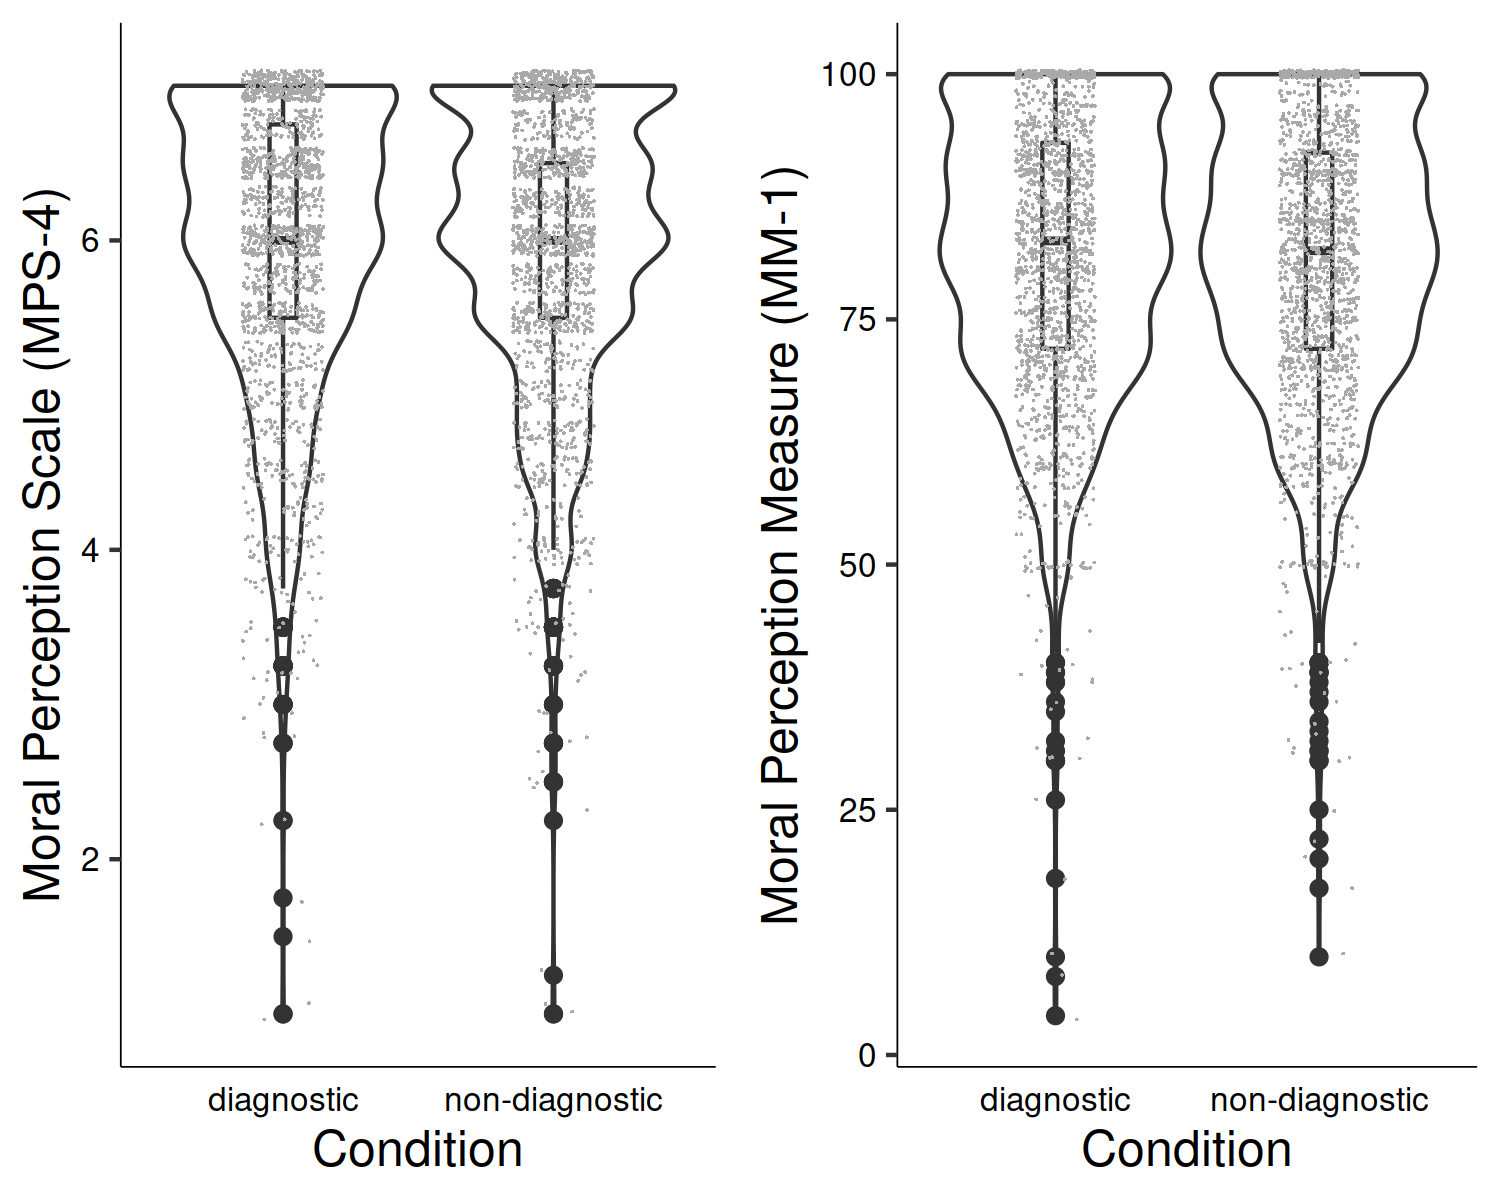 Moral Perception Scale (MPS-4)
6
4
2
diagnostic
non-diagnostic
Condition
Moral Perception Measure (MM-1)
100
75
50
25
0
diagnostic
non-diagnostic
Condition